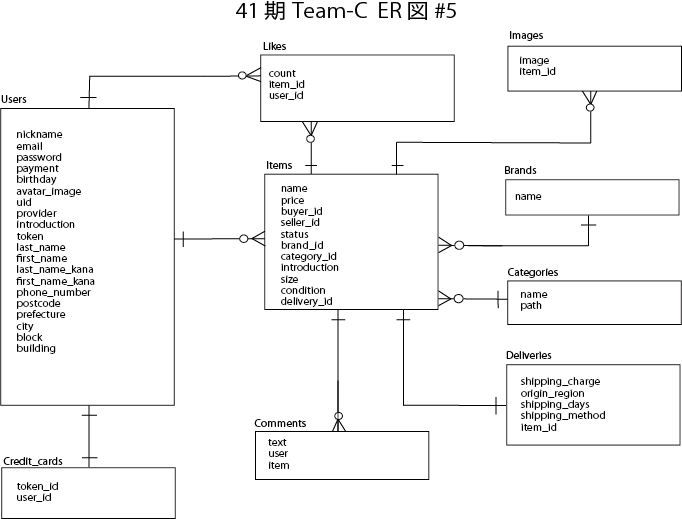 41期 Team-C ER図 #5
Likes
count
item_id
user_id
Images
image
item_id
Users
nickname
email
password
payment
birthday
avatar_image
uid
provider
introduction
token
last_name
first_name
last_name_kana
first_name_kana
phone_number
postcode
prefecture
city
block
building
Items
name
price
buyer_id
seller_id
status
brand_id
category_id
introduction
size
condition
delivery_id
Brands
name
Categories
name
path
Deliveries
shipping_charge
origin_region
shipping_days
shipping_method
item_id
Comments
text
user
item
Credit_cards
token_id
user_id